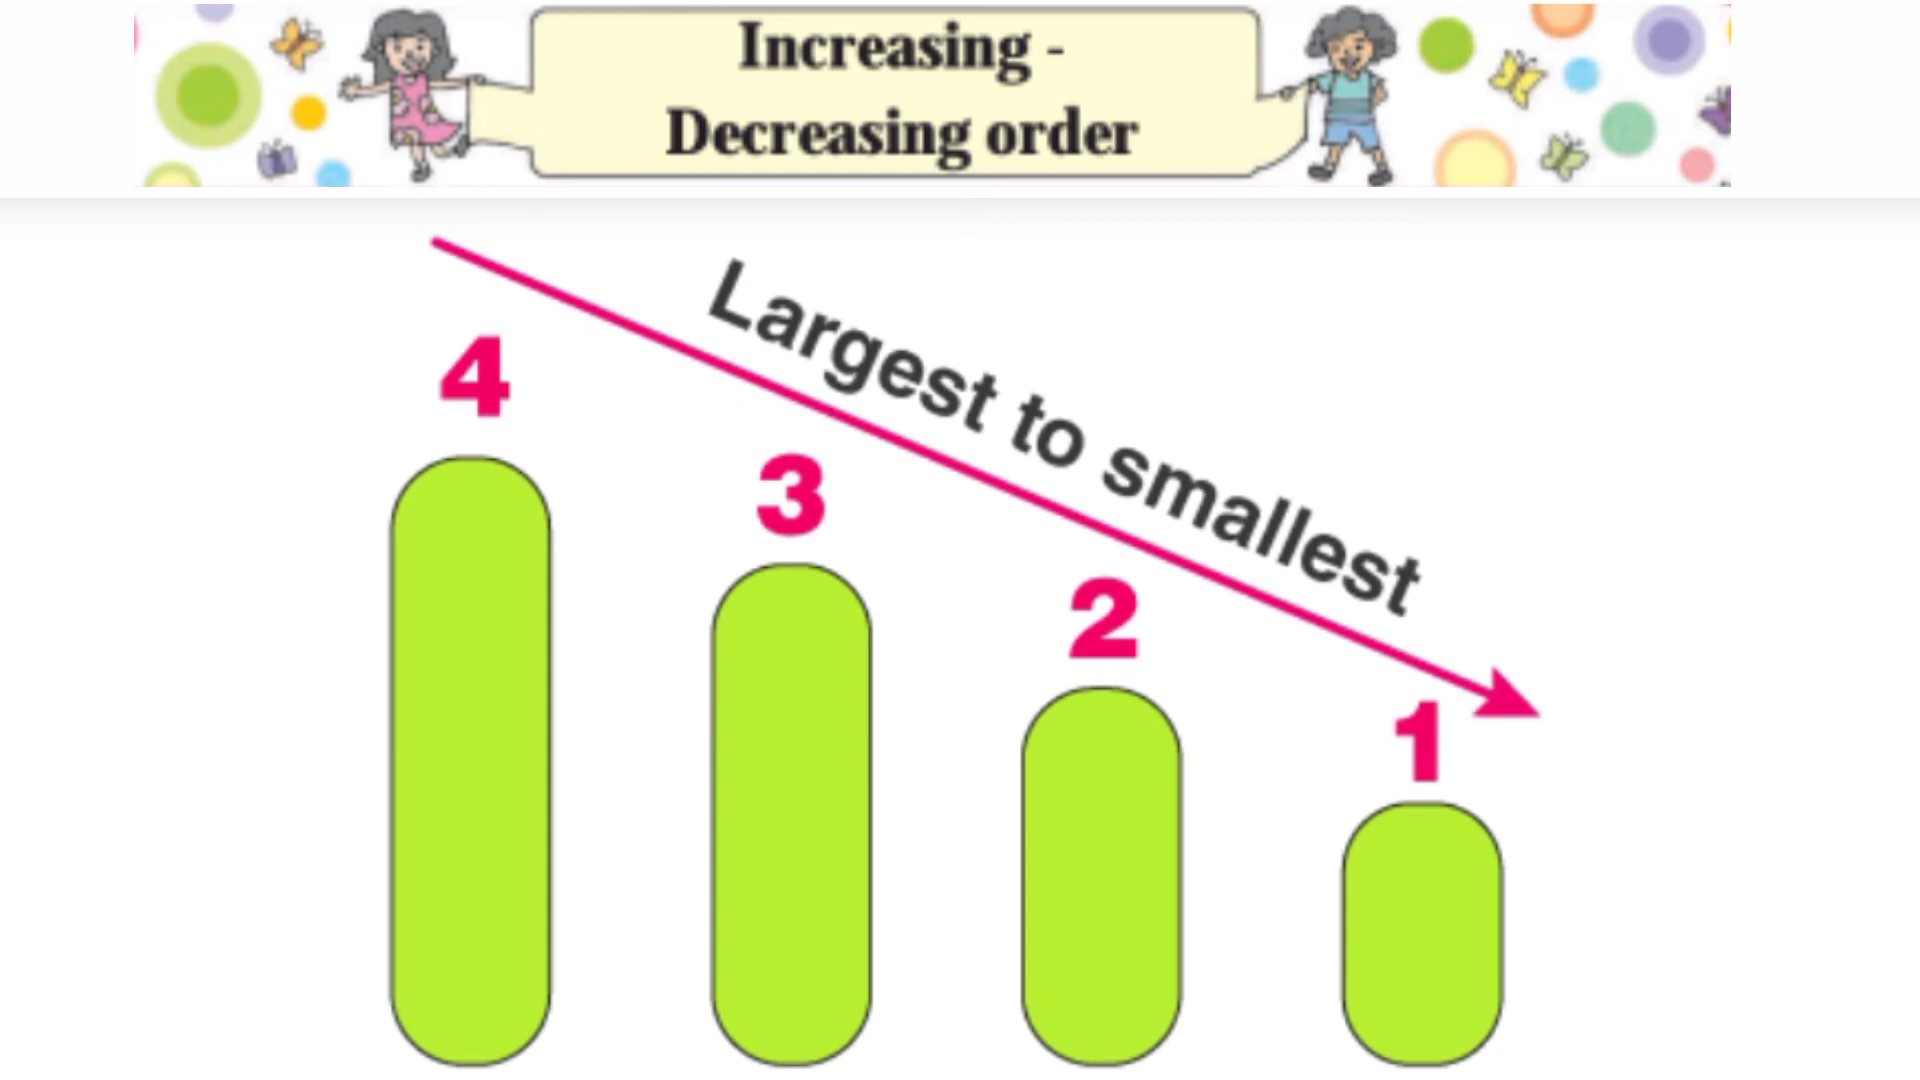 Increasing -
Decreasing order
Largest to smallest
4
3
2
1